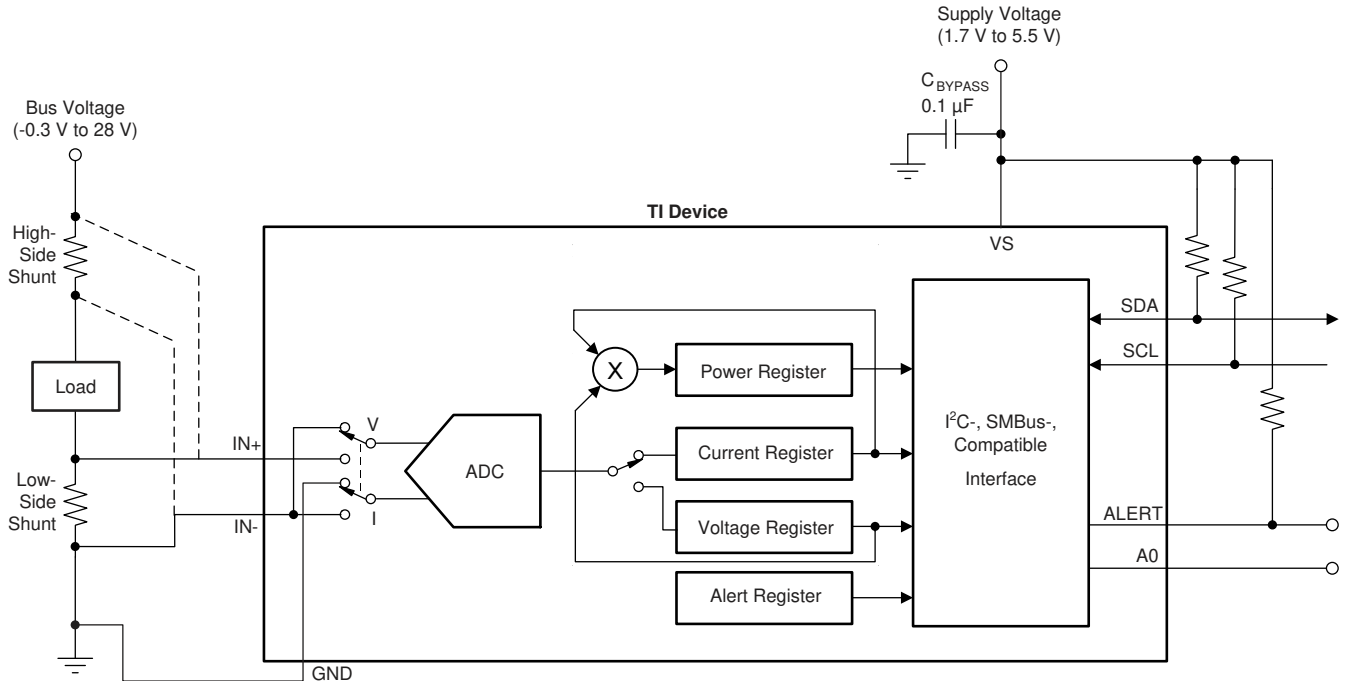 Supply Voltage
(1.7 V to 5.5 V)
C_BYPASS
0.1 µF
Bus Voltage
(-0.3 V to 28 V)
TI Device
High-
Side
Shunt
VS
SDA
SCL
X
Power Register
Load
I²C-, SMBus-,
Compatible
Interface
V
IN+
ADC
Current Register
Low-
Side
Shunt
IN-
I
Voltage Register
ALERT
A0
Alert Register
GND